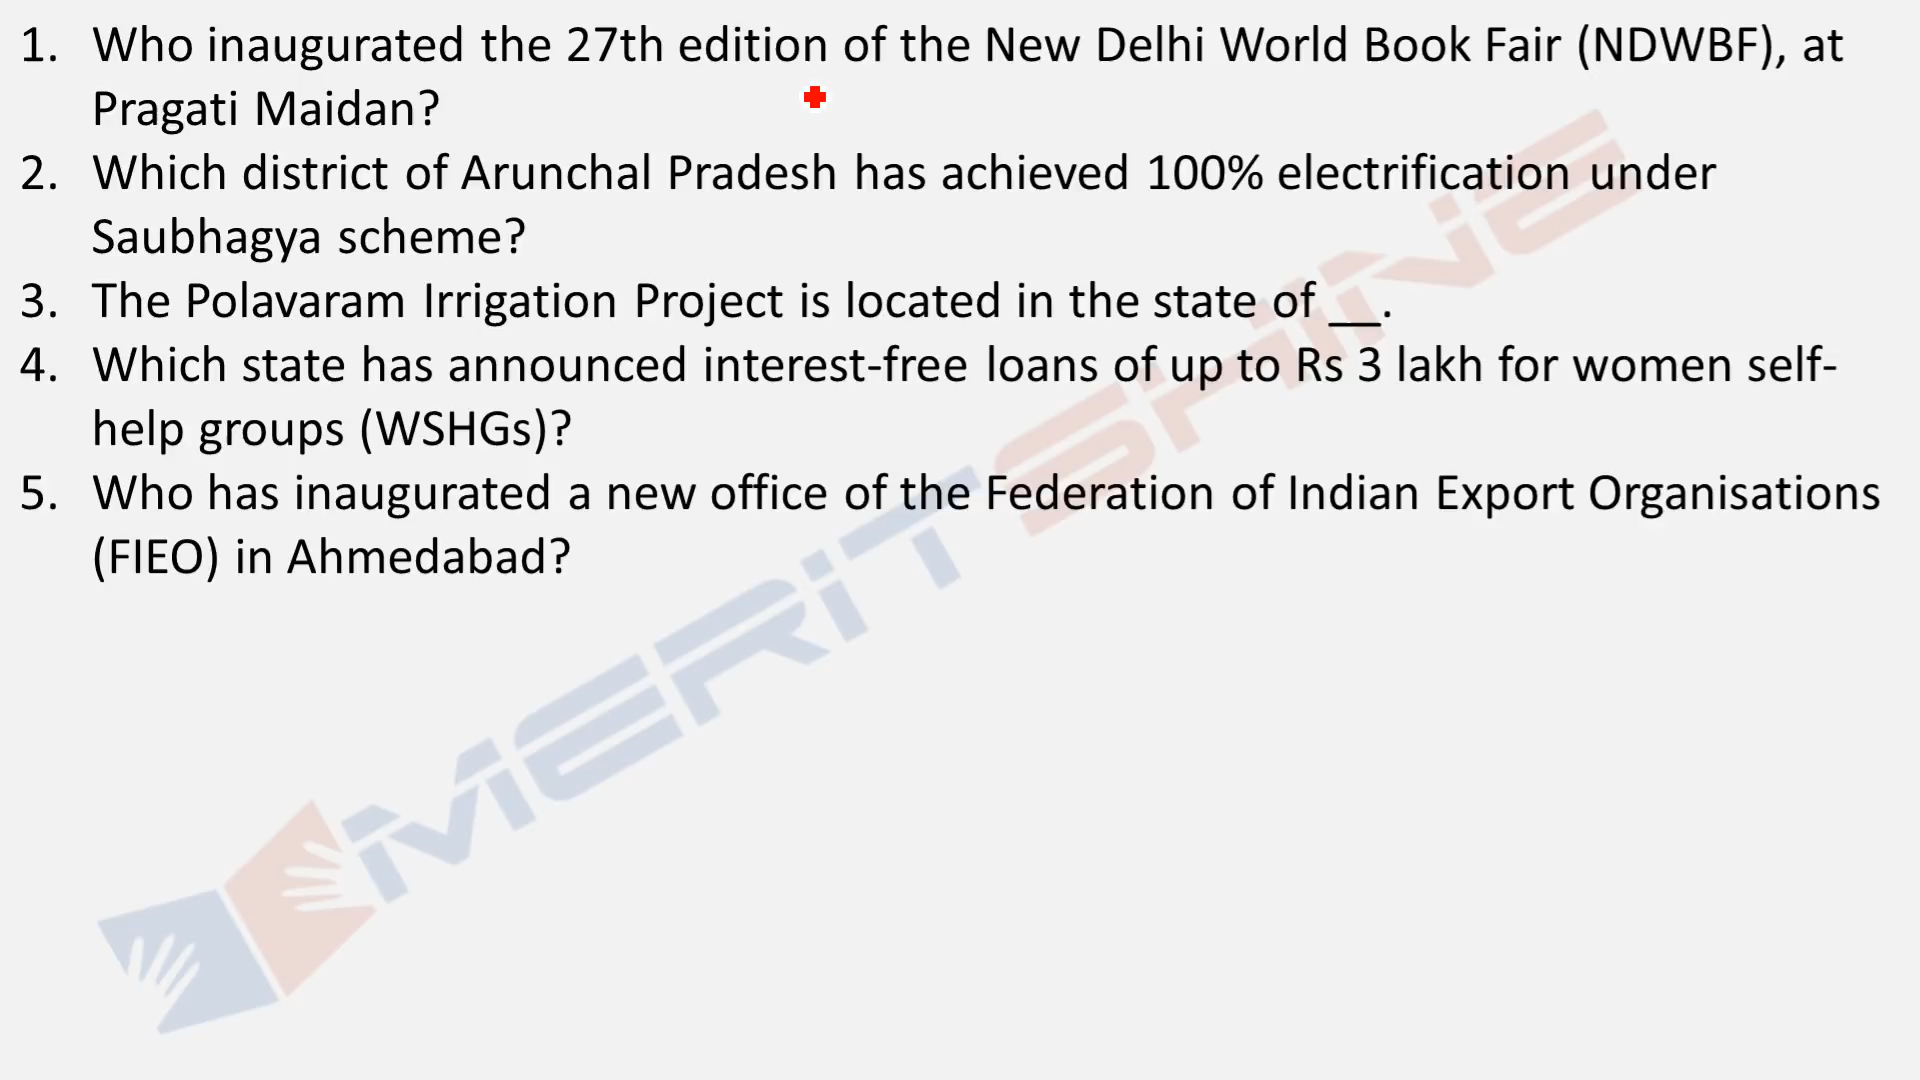 1. Who inaugurated the 27th edition of the New Delhi World Book Fair (NDWBF), at
Pragati Maidan?
2. Which district of Arunchal Pradesh has achieved 100% electrification under
Saubhagya scheme?
3. The Polavaram Irrigation Project is located in the state of __.
4. Which state has announced interest-free loans of up to Rs 3 lakh for women self-
help groups (WSHGs)?
5. Who has inaugurated a new office of the Federation of Indian Export Organisations
(FIEO) in Ahmedabad?
MERiT SHiNE